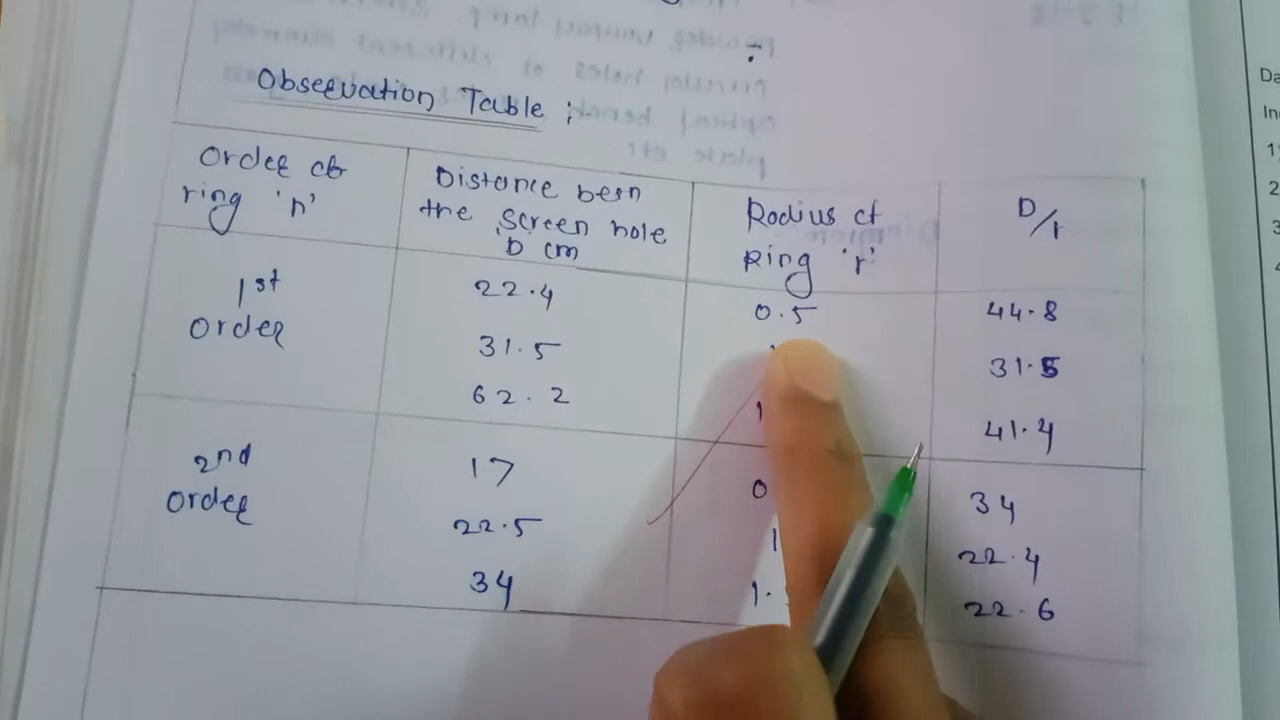 Observation Table :-
Order of
ring 'n'
Distance betn
the screen hole
D cm
Radius of
Ring 'r'
D/r
1st
Order
22.4
0.5
44.8
31.5
31.5
62.2
41.4
2nd
Order
17
34
22.5
22.4
34
22.6